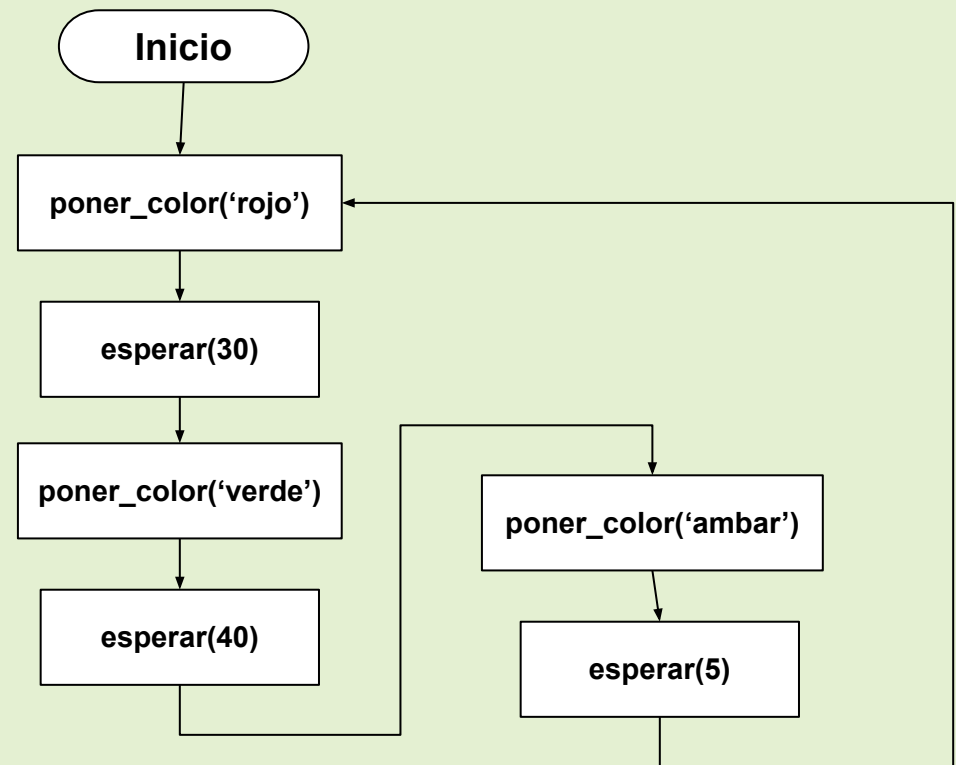 Inicio
poner_color(‘rojo’)
esperar(30)
poner_color(‘verde’)
esperar(40)
poner_color(‘ambar’)
esperar(5)